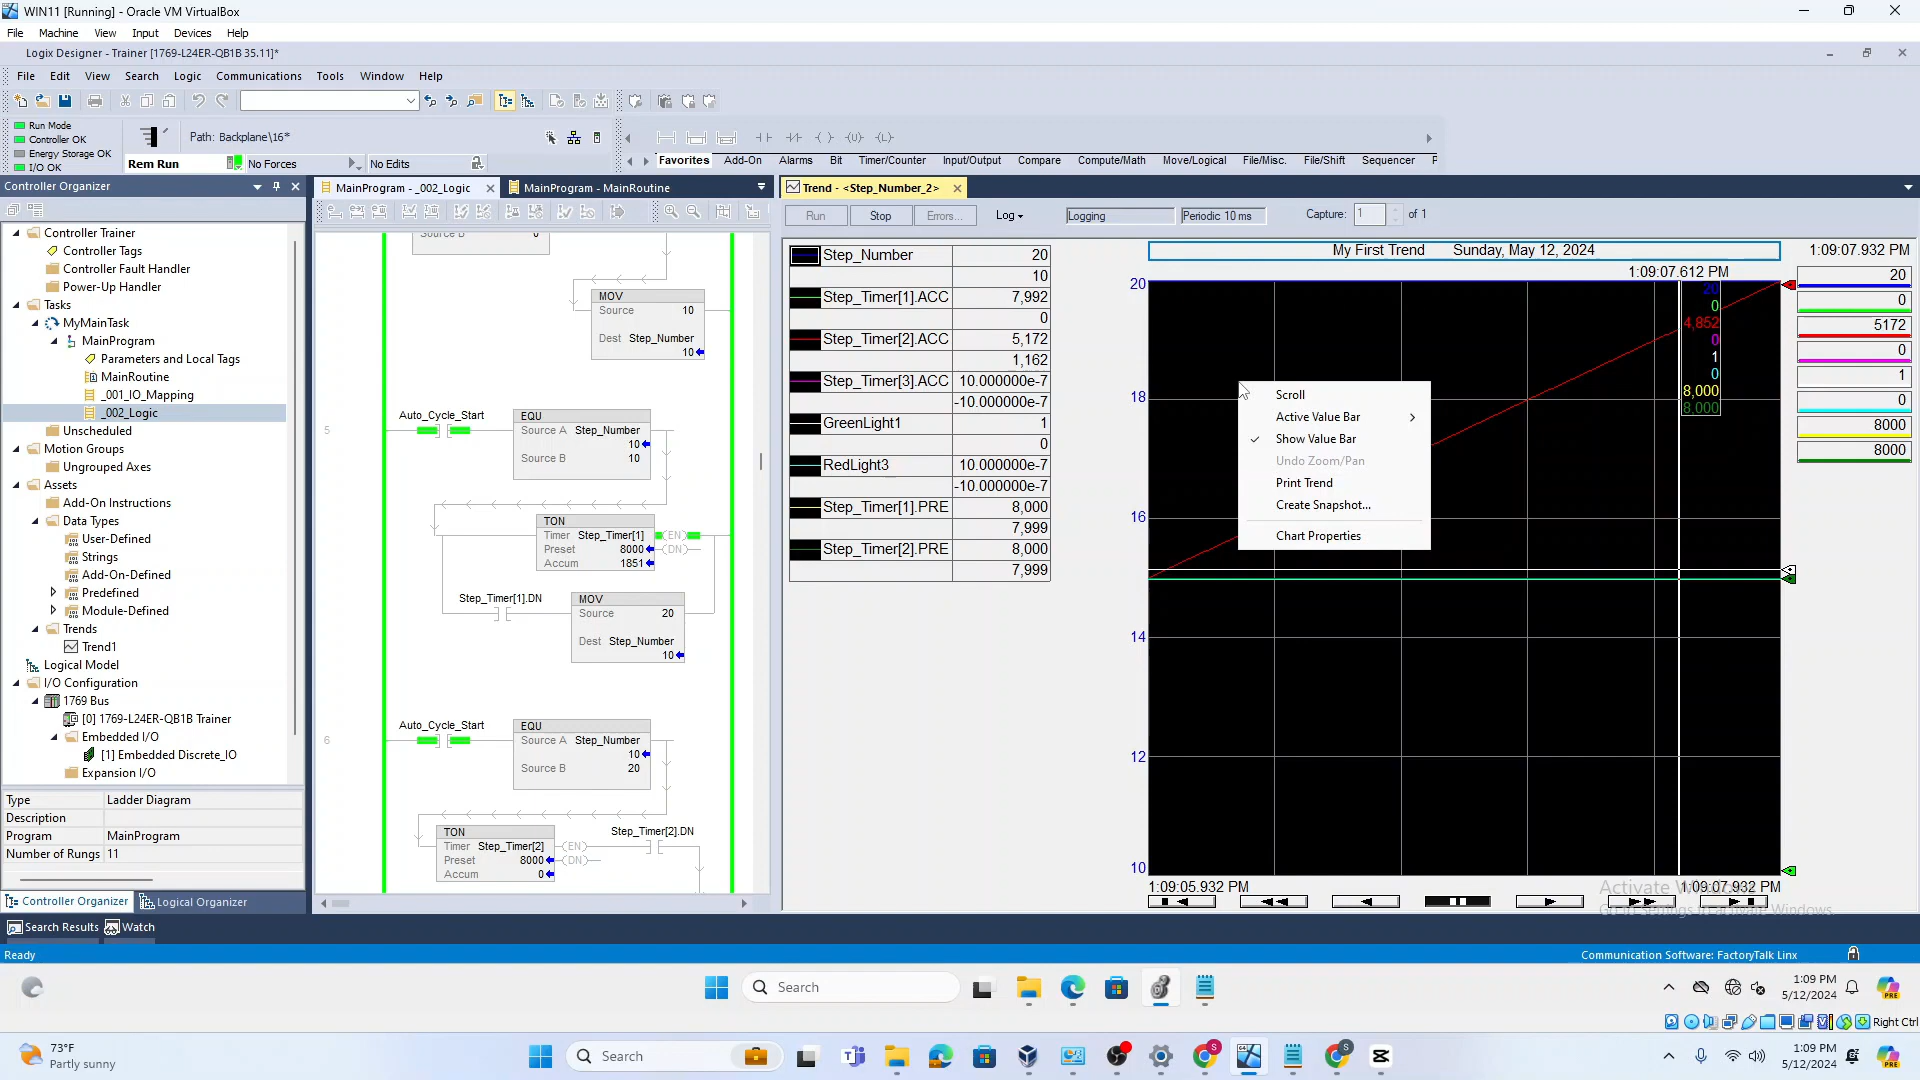 WIN11 [Running] - Oracle VM VirtualBox
File Machine View Input Devices Help
Logix Designer - Trainer [1769-L24ER-QB1B 35.11]*
File Edit View Search Logic Communications Tools Window Help
Run Mode
Controller OK
Energy Storage OK
I/O OK
Path: Backplane\16*
Rem Run No Forces No Edits
Favorites Add-On Alarms Bit Timer/Counter Input/Output Compare Compute/Math Move/Logical File/Misc. File/Shift Sequencer P
Controller Organizer
Controller Trainer
Controller Tags
Controller Fault Handler
Power-Up Handler
Tasks
MyMainTask
MainProgram
Parameters and Local Tags
MainRoutine
_001_IO_Mapping
_002_Logic
Unscheduled
Motion Groups
Ungrouped Axes
Assets
Add-On Instructions
Data Types
User-Defined
Strings
Add-On-Defined
Predefined
Module-Defined
Trends
Trend1
Logical Model
I/O Configuration
1769 Bus
[0] 1769-L24ER-QB1B Trainer
Embedded I/O
[1] Embedded Discrete_IO
Expansion I/O
Type Ladder Diagram
Description
Program MainProgram
Number of Rungs 11
Controller Organizer Logical Organizer
MainProgram - _002_Logic
MainProgram - MainRoutine
Source B 0
MOV
Source 10
Dest Step_Number
10
5
Auto_Cycle_Start
EQU
Source A Step_Number
10
Source B 10
TON
Timer Step_Timer[1] (EN)
Preset 8000 (DN)
Accum 1851
Step_Timer[1].DN
MOV
Source 20
Dest Step_Number
10
6
Auto_Cycle_Start
EQU
Source A Step_Number
10
Source B 20
TON
Timer Step_Timer[2] (EN)
Preset 8000 (DN)
Accum 0
Step_Timer[2].DN
Trend - <Step_Number_2>
Run Stop Errors... Log Logging Periodic 10 ms Capture: 1 of 1
Step_Number 20
10
Step_Timer[1].ACC 7,992
0
Step_Timer[2].ACC 5,172
1,162
Step_Timer[3].ACC 10.000000e-7
-10.000000e-7
GreenLight1 1
0
RedLight3 10.000000e-7
-10.000000e-7
Step_Timer[1].PRE 8,000
7,999
Step_Timer[2].PRE 8,000
7,999
My First Trend Sunday, May 12, 2024
1:09:07.932 PM
1:09:07.612 PM
20
18
16
14
12
10
20
0
4,852
0
1
0
8,000
8,000
20
0
5172
0
1
0
8000
8000
Scroll
Active Value Bar
Show Value Bar
Undo Zoom/Pan
Print Trend
Create Snapshot...
Chart Properties
1:09:05.932 PM
1:09:07.932 PM
Search Results Watch
Ready
Communication Software: FactoryTalk Linx
Search
1:09 PM
5/12/2024
PRE
Right Ctrl
73°F
Partly sunny
Search
1:09 PM
5/12/2024
PRE